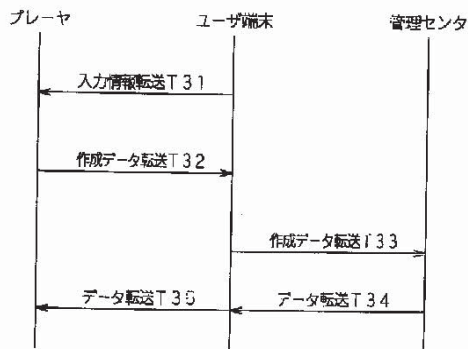 プレーヤ
ユーザ端末
管理センタ
入力情報転送T31
作成データ転送T32
作成データ転送T33
データ転送T35
データ転送T34